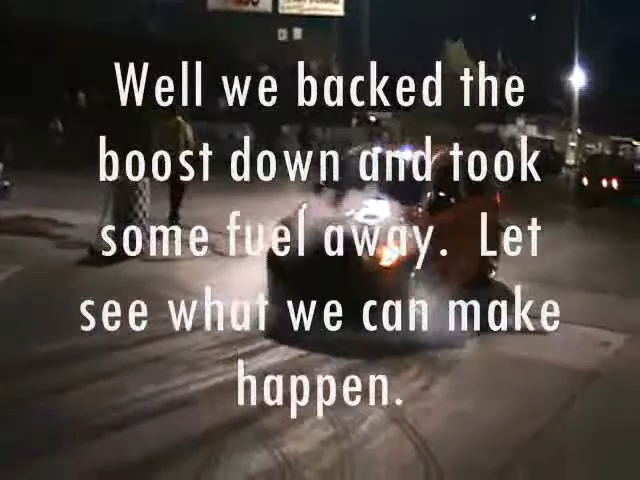 Well we backed the
boost down and took
some fuel away.  Let
see what we can make
happen.